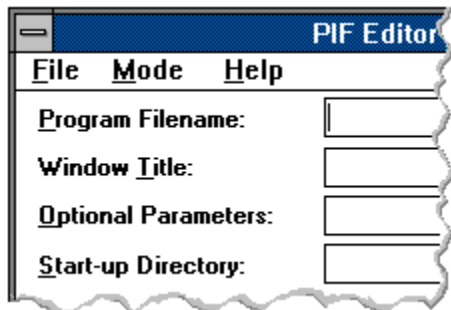 PIF Editor
File Mode Help
Program Filename:
Window Title:
Optional Parameters:
Start-up Directory: